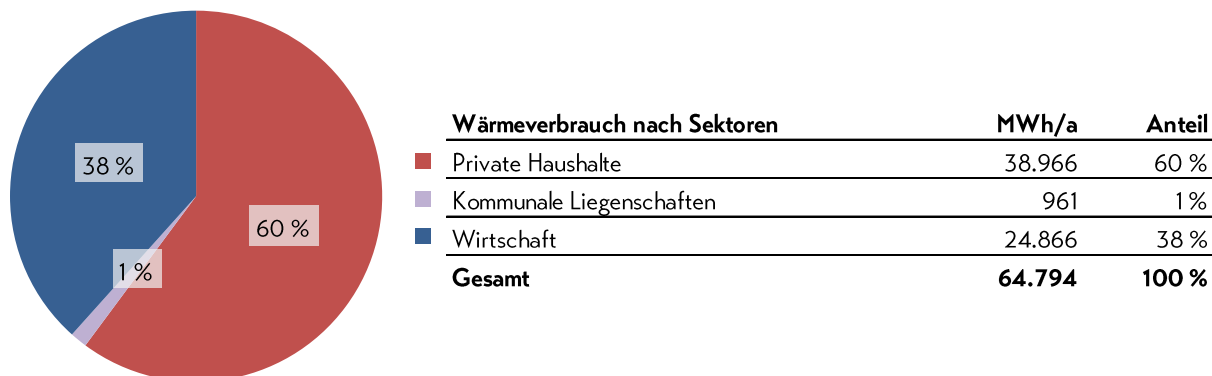 38 %
60 %
1 %
Wärmeverbrauch nach Sektoren MWh/a Anteil
Private Haushalte 38.966 60 %
Kommunale Liegenschaften 961 1 %
Wirtschaft 24.866 38 %
Gesamt 64.794 100 %